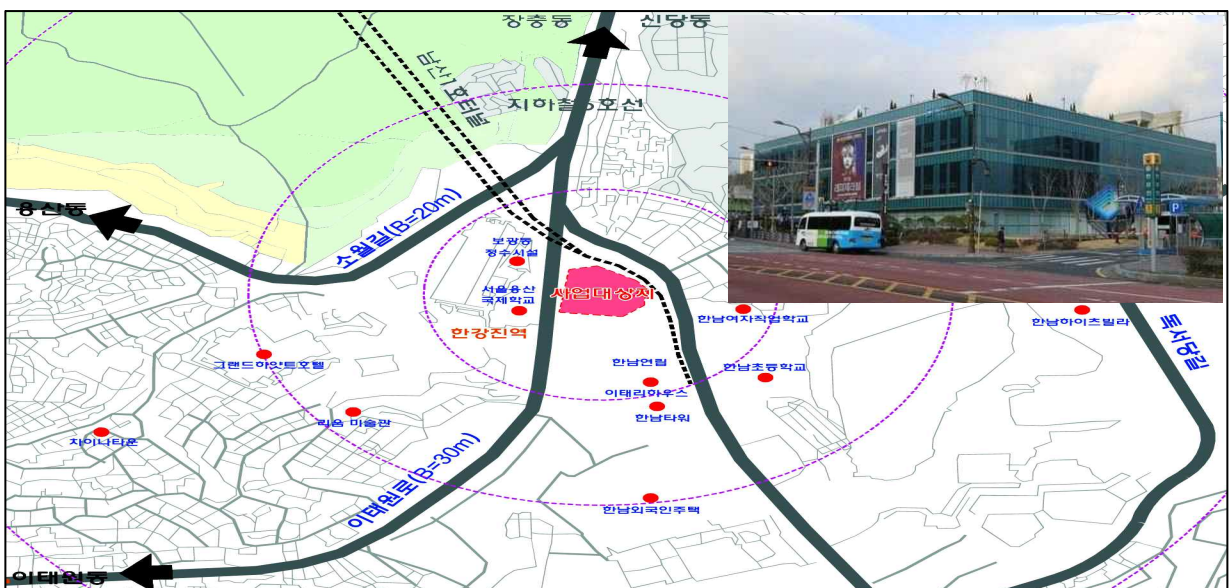 장충동
신당동
남산1호터널
지하철6호선
용산동
소월길(B=20m)
보광동
정수시설
서울용산
국제학교
사업대상지
한강진역
한남여자직업학교
한남하이츠빌라
독서당길
그랜드하얏트호텔
한남연립
한남초등학교
이태리하우스
리움 미술관
한남타워
차이나타운
이태원로(B=30m)
한남외국인주택
이태원동
P